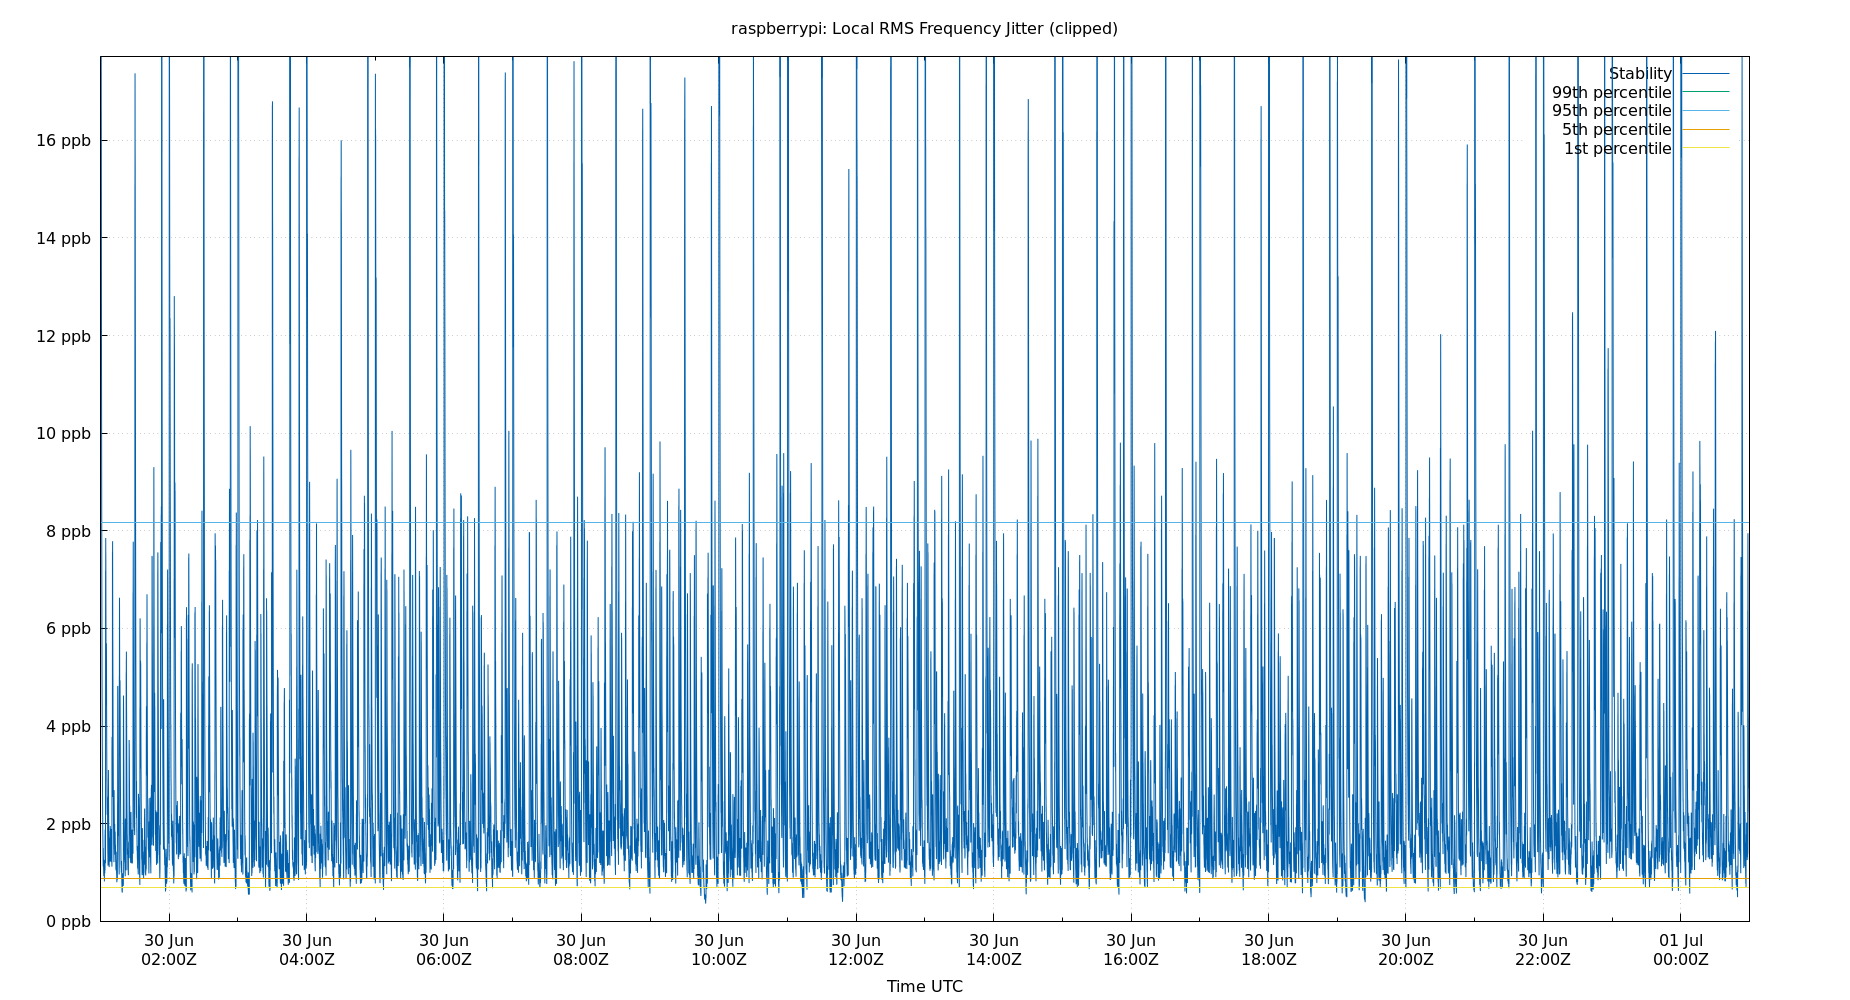 raspberrypi: Local RMS Frequency Jitter (clipped)
Stability
99th percentile
95th percentile
5th percentile
1st percentile
16 ppb
14 ppb
12 ppb
10 ppb
8 ppb
6 ppb
4 ppb
2 ppb
0 ppb
30 Jun 30 Jun 30 Jun 30 Jun 30 Jun 30 Jun 30 Jun 30 Jun 30 Jun 30 Jun 30 Jun 01 Jul
02:00Z 04:00Z 06:00Z 08:00Z 10:00Z 12:00Z 14:00Z 16:00Z 18:00Z 20:00Z 22:00Z 00:00Z
Time UTC